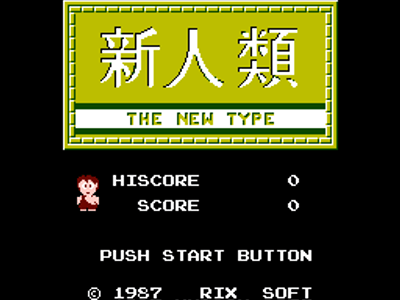 新人類
THE NEW TYPE
HISCORE 0
SCORE 0
PUSH START BUTTON
© 1987 RIX SOFT